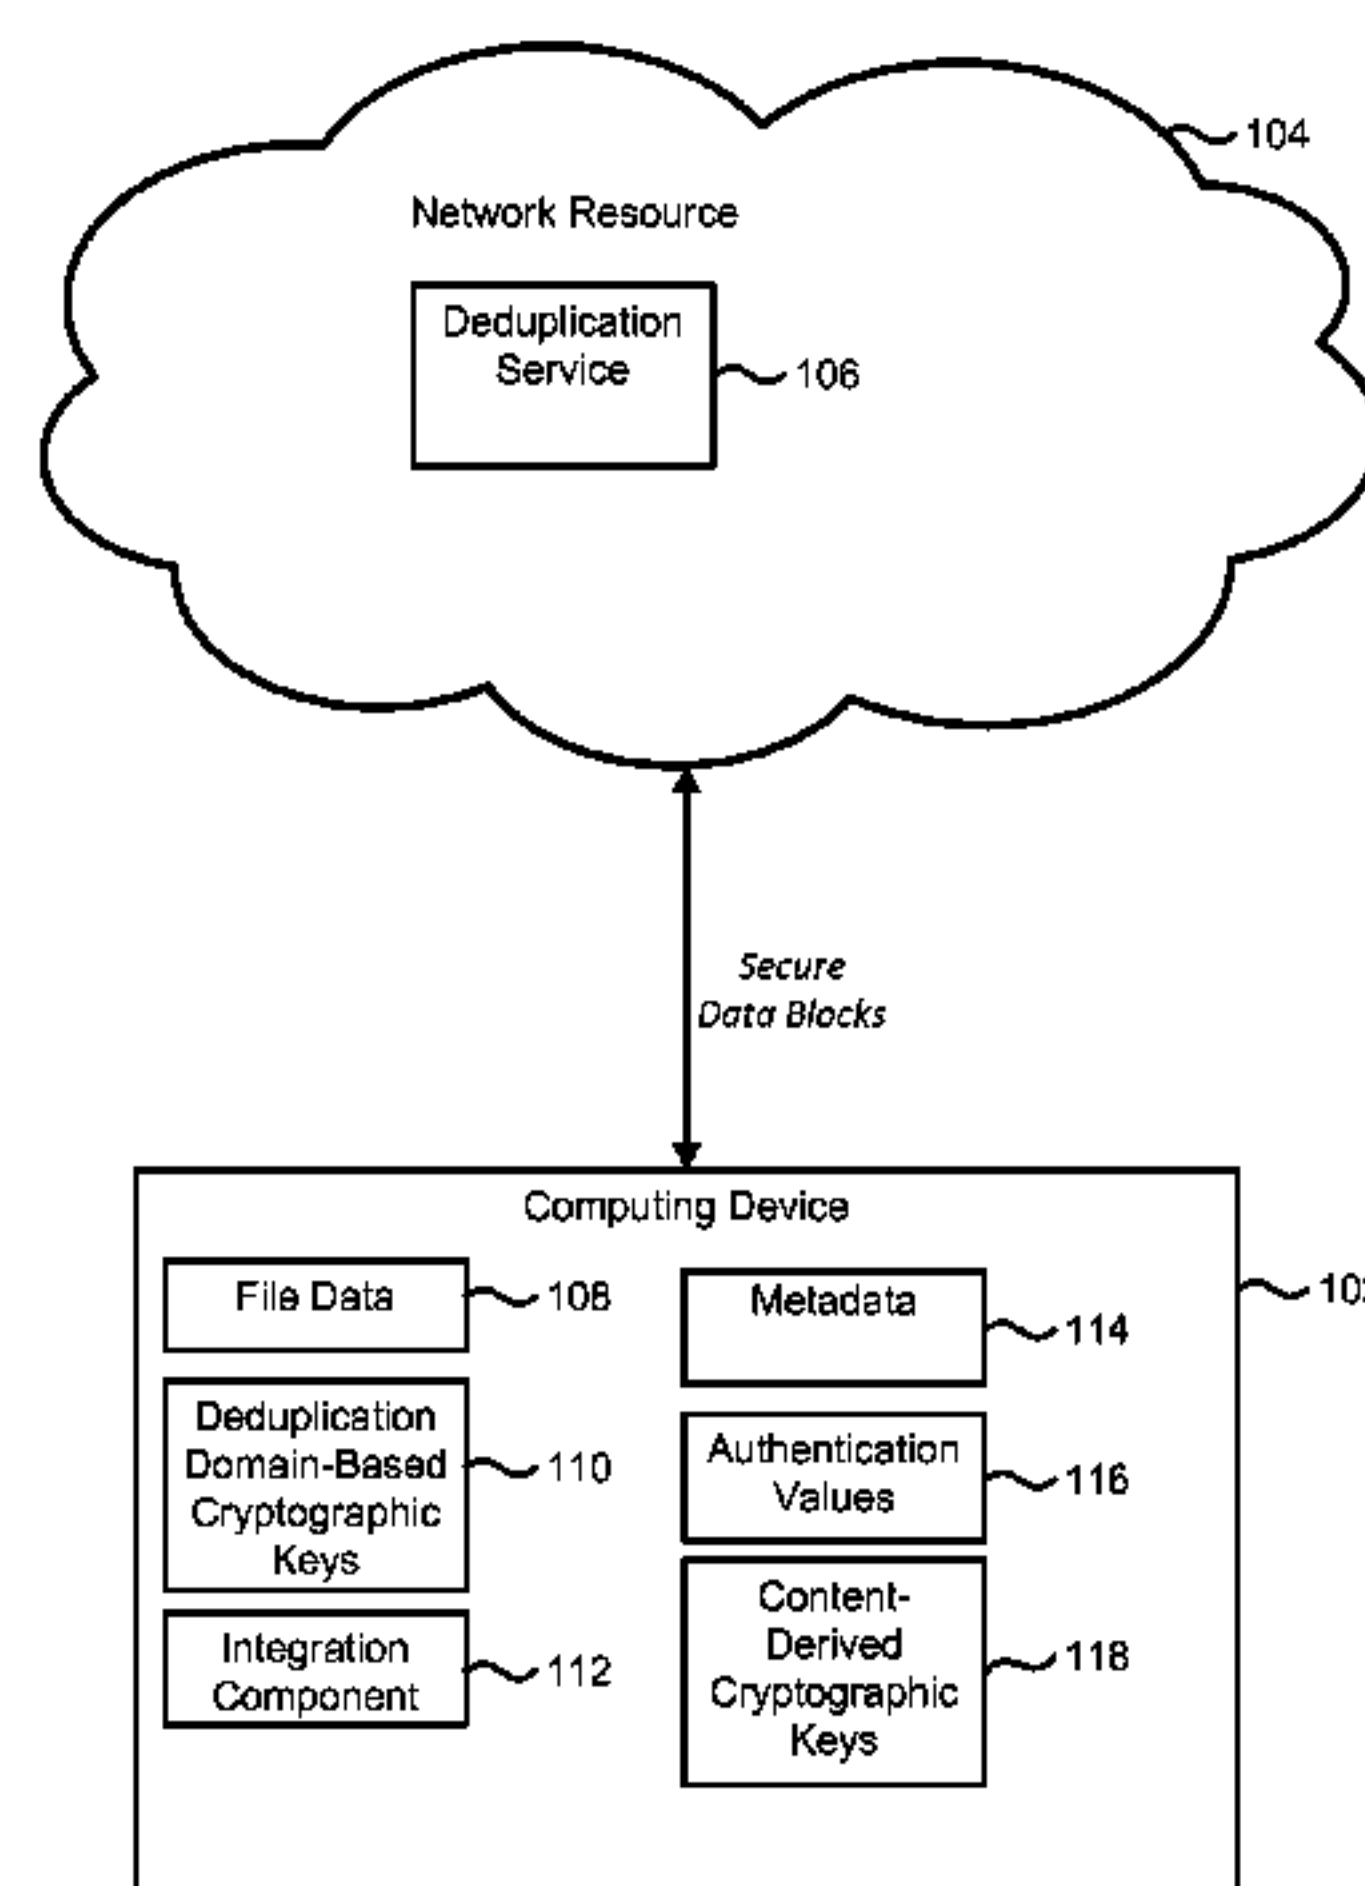 104
Network Resource
Deduplication
Service
106
Secure
Data Blocks
Computing Device
File Data
108
Metadata
114
Deduplication
Domain-Based
Cryptographic
Keys
110
Authentication
Values
116
Integration
Component
112
Content-
Derived
Cryptographic
Keys
118